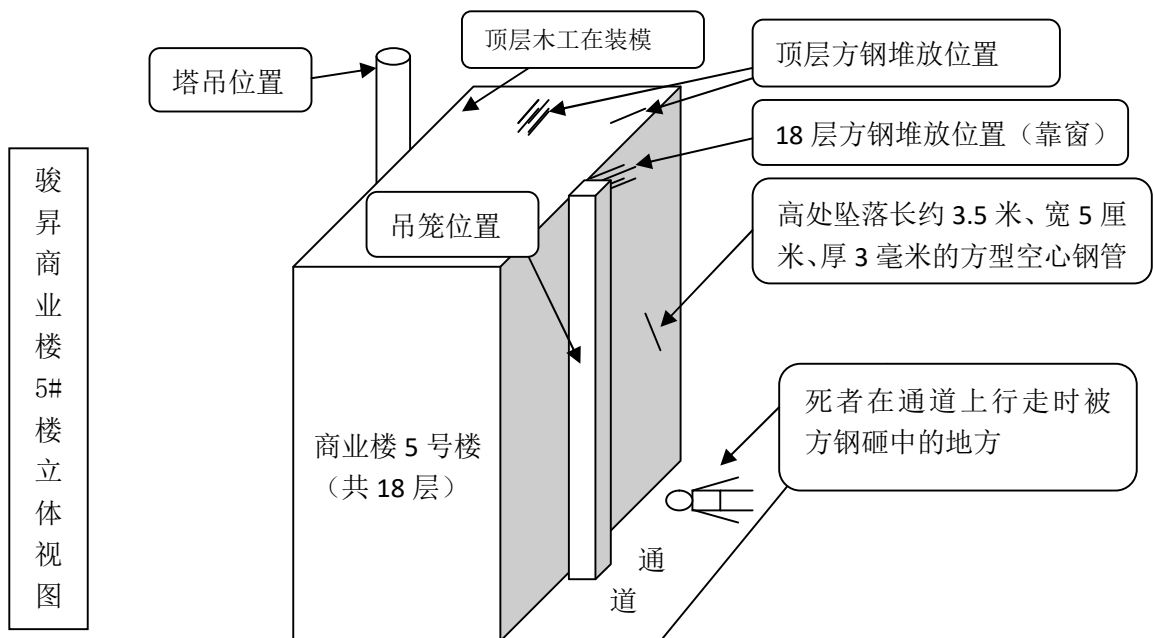 顶层木工在装模
塔吊位置
顶层方钢堆放位置
18 层方钢堆放位置（靠窗）
骏昇商业楼5#楼立体视图
吊笼位置
高处坠落长约 3.5 米、宽 5 厘
米、厚 3 毫米的方型空心钢管
死者在通道上行走时被
方钢砸中的地方
商业楼 5 号楼
（共 18 层）
通
道